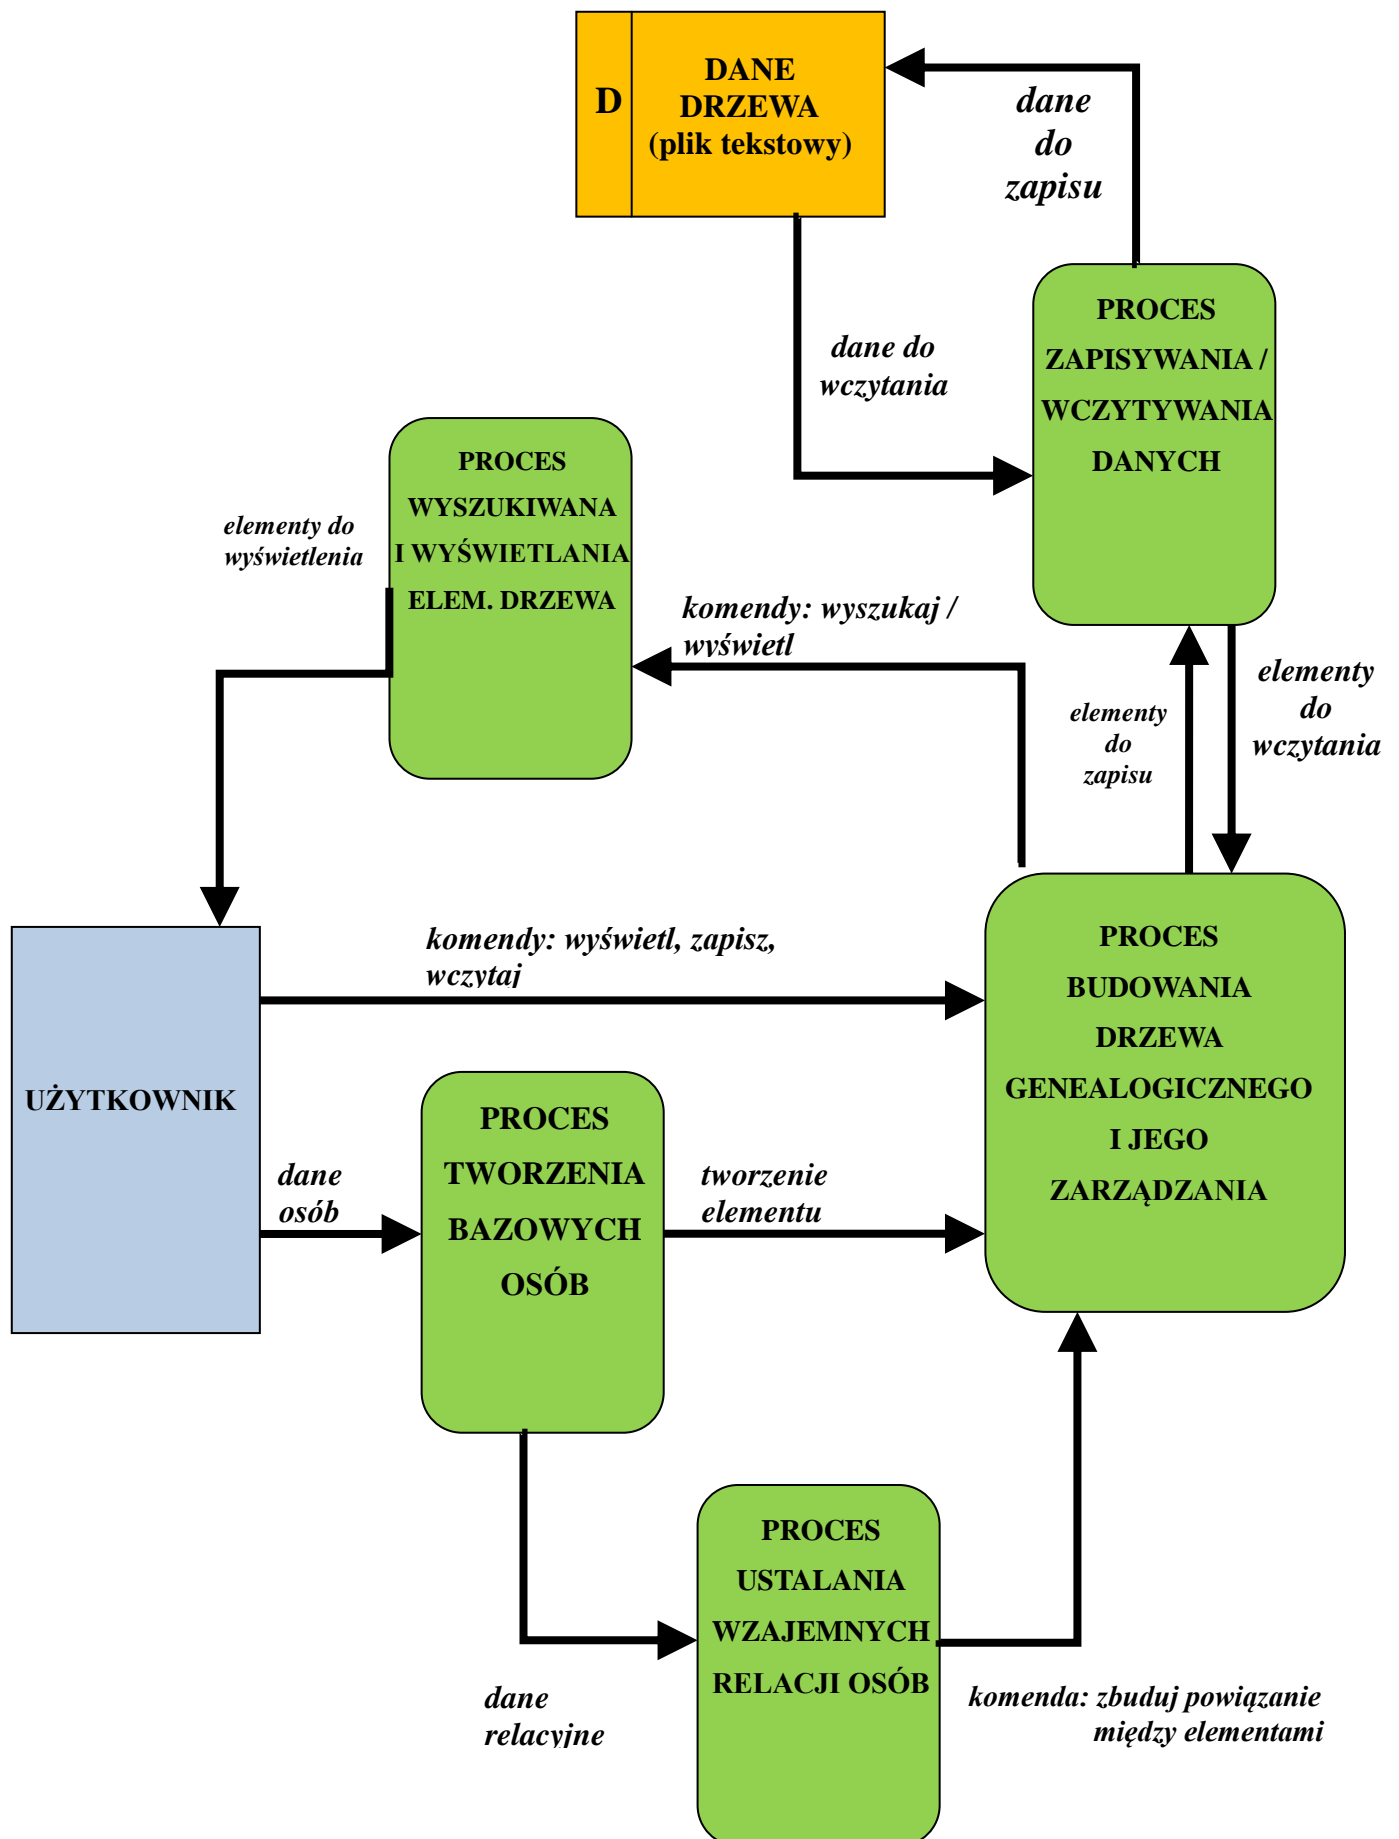 D
DANE
DRZEWA
(plik tekstowy)
dane
do
zapisu
PROCES
ZAPISYWANIA /
WCZYTYWANIA
DANYCH
dane do
wczytania
PROCES
WYSZUKIWANA
I WYŚWIETLANIA
ELEM. DRZEWA
elementy do
wyświetlenia
komendy: wyszukaj /
wyświetl
elementy
do
zapisu
elementy
do
wczytania
komendy: wyświetl, zapisz,
wczytaj
PROCES
BUDOWANIA
DRZEWA
GENEALOGICZNEGO
I JEGO
ZARZĄDZANIA
UŻYTKOWNIK
dane
osób
PROCES
TWORZENIA
BAZOWYCH
OSÓB
tworzenie
elementu
PROCES
USTALANIA
WZAJEMNYCH
RELACJI OSÓB
dane
relacyjne
komenda: zbuduj powiązanie
między elementami